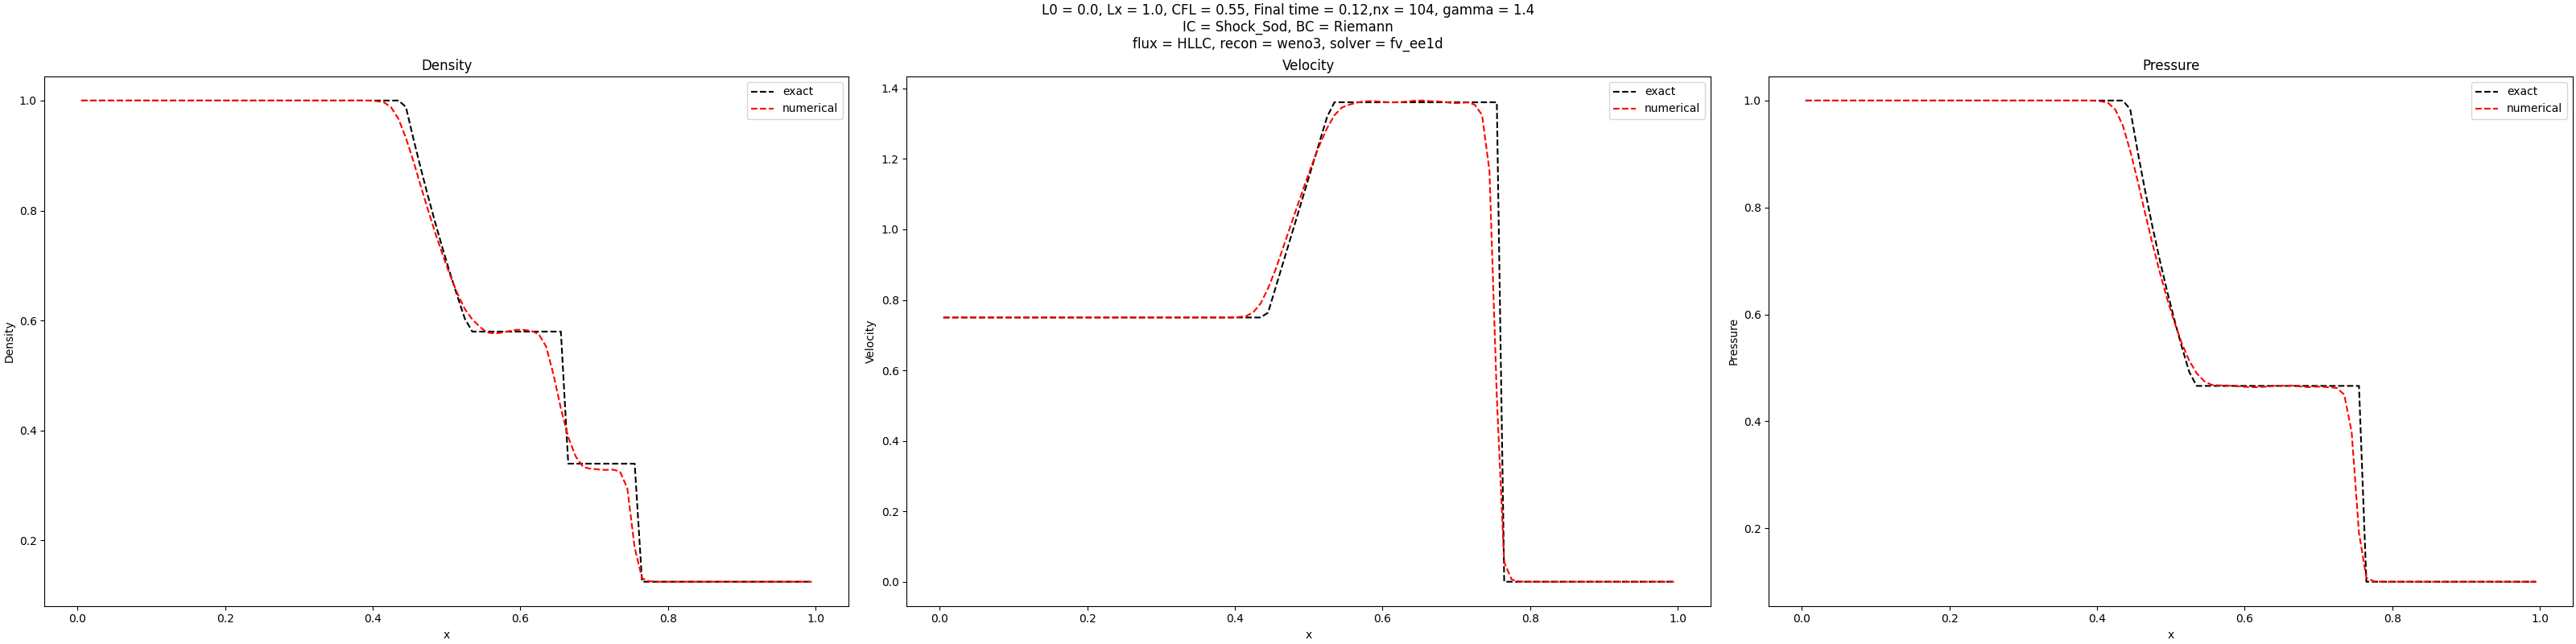 L0 = 0.0, Lx = 1.0, CFL = 0.55, Final time = 0.12,nx = 104, gamma = 1.4
IC = Shock_Sod, BC = Riemann
flux = HLLC, recon = weno3, solver = fv_ee1d
Density
exact
numerical
Density
1.0
0.8
0.6
0.4
0.2
0.0
0.2
0.4
0.6
0.8
1.0
x
Velocity
exact
numerical
Velocity
1.4
1.2
1.0
0.8
0.6
0.4
0.2
0.0
0.0
0.2
0.4
0.6
0.8
1.0
x
Pressure
exact
numerical
Pressure
1.0
0.8
0.6
0.4
0.2
0.0
0.2
0.4
0.6
0.8
1.0
x